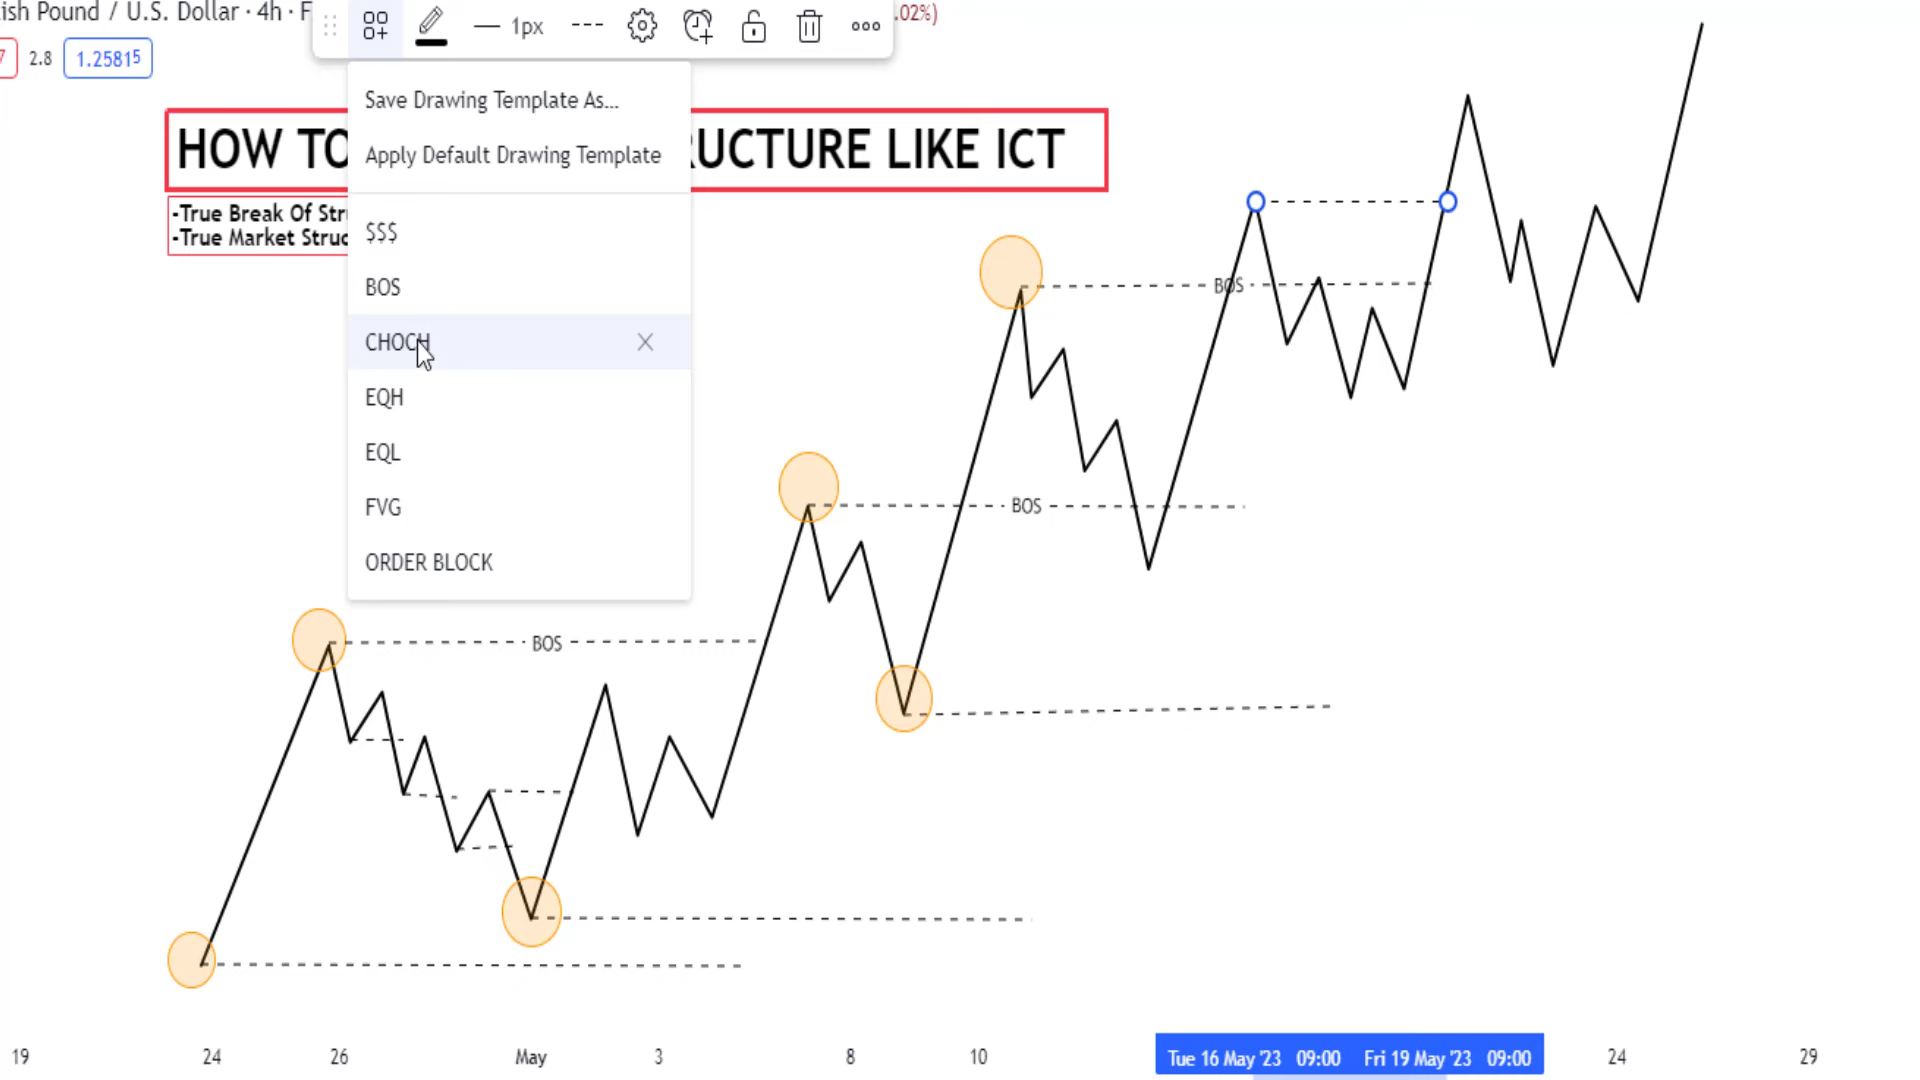 ish Pound / U.S. Dollar · 4h · F
1px
.02%)
7
2.8
1.25815
Save Drawing Template As...
Apply Default Drawing Template
HOW TO
RUCTURE LIKE ICT
-True Break Of Str
-True Market Struc
$$$
BOS
CHOCH
EQH
EQL
FVG
ORDER BLOCK
BOS
BOS
BOS
19
24
26
May
3
8
10
Tue 16 May '23 09:00
Fri 19 May '23 09:00
24
29